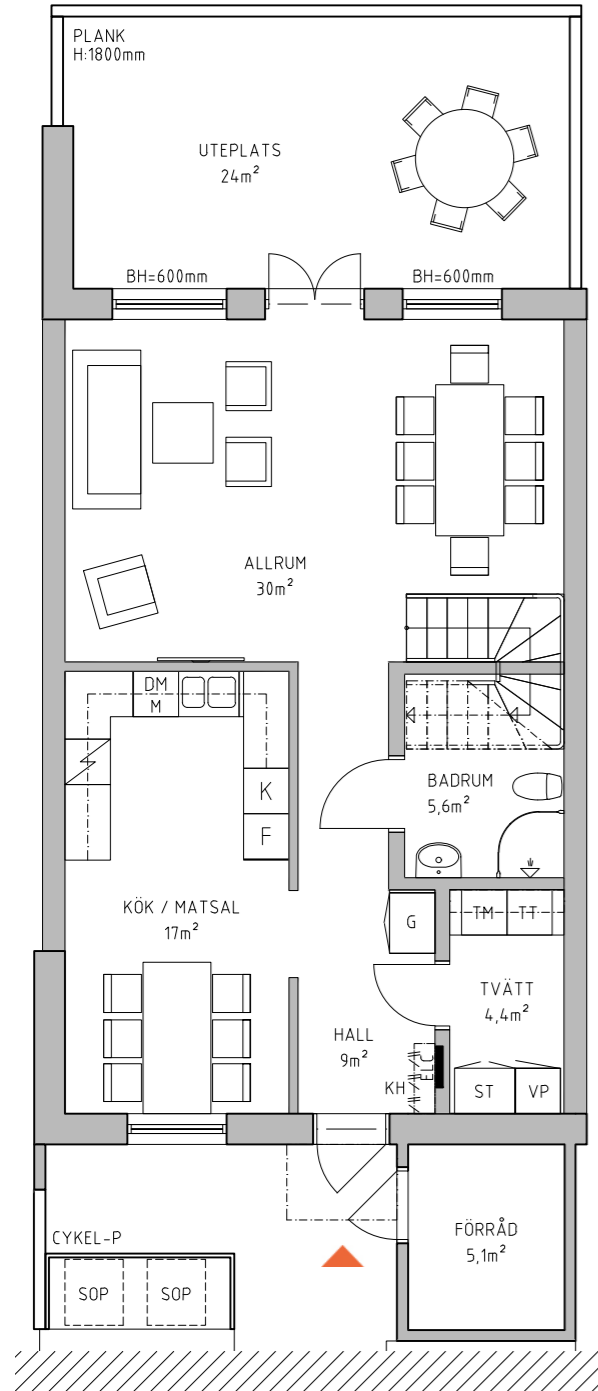 PLANK
H:1800mm
UTEPLATS
24m²
BH=600mm
BH=600mm
ALLRUM
30m²
DM
M
K
F
BADRUM
5,6m²
KÖK / MATSAL
17m²
G
TM
TT
TVÄTT
4,4m²
HALL
9m²
ELC
KH
ST
VP
CYKEL-P
SOP
SOP
FÖRRÅD
5,1m²